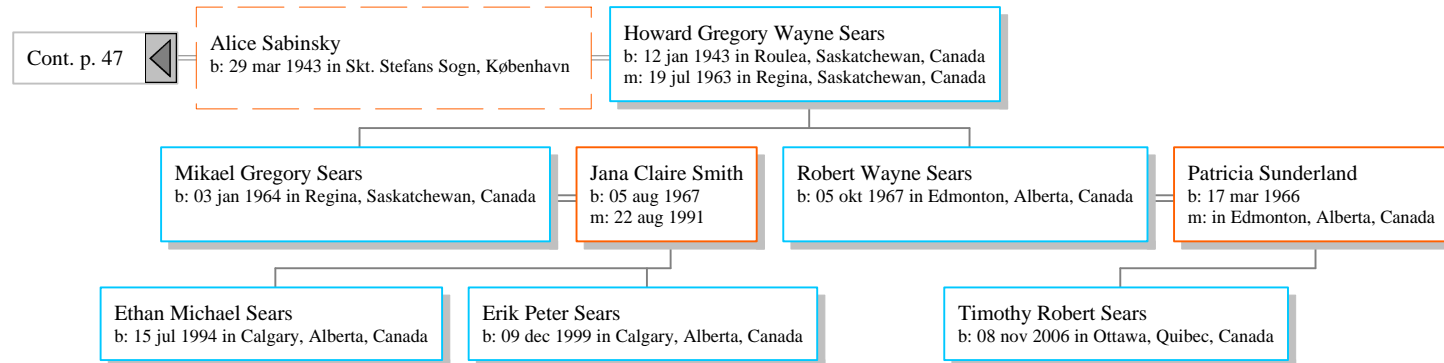 Cont. p. 47
Alice Sabinsky
b: 29 mar 1943 in Skt. Stefans Sogn, København
Howard Gregory Wayne Sears
b: 12 jan 1943 in Roulea, Saskatchewan, Canada
m: 19 jul 1963 in Regina, Saskatchewan, Canada
Mikael Gregory Sears
b: 03 jan 1964 in Regina, Saskatchewan, Canada
Jana Claire Smith
b: 05 aug 1967
m: 22 aug 1991
Robert Wayne Sears
b: 05 okt 1967 in Edmonton, Alberta, Canada
Patricia Sunderland
b: 17 mar 1966
m: in Edmonton, Alberta, Canada
Ethan Michael Sears
b: 15 jul 1994 in Calgary, Alberta, Canada
Erik Peter Sears
b: 09 dec 1999 in Calgary, Alberta, Canada
Timothy Robert Sears
b: 08 nov 2006 in Ottawa, Quibec, Canada